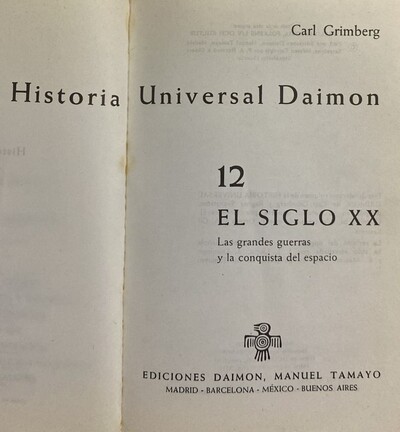 Carl Grimberg
Historia Universal Daimon
12
EL SIGLO XX
Las grandes guerras
y la conquista del espacio
EDICIONES DAIMON, MANUEL TAMAYO
MADRID - BARCELONA - MÉXICO - BUENOS AIRES